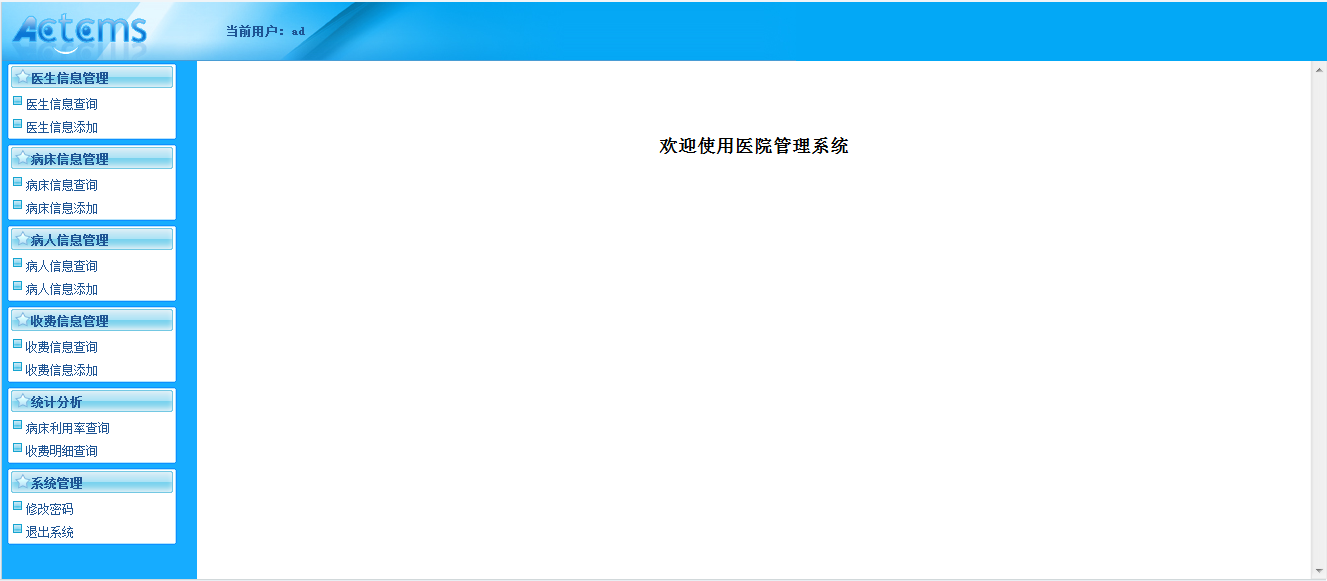 Actcms
当前用户：ad
医生信息管理
医生信息查询
医生信息添加
病床信息管理
病床信息查询
病床信息添加
病人信息管理
病人信息查询
病人信息添加
收费信息管理
收费信息查询
收费信息添加
统计分析
病床利用率查询
收费明细查询
系统管理
修改密码
退出系统
欢迎使用医院管理系统